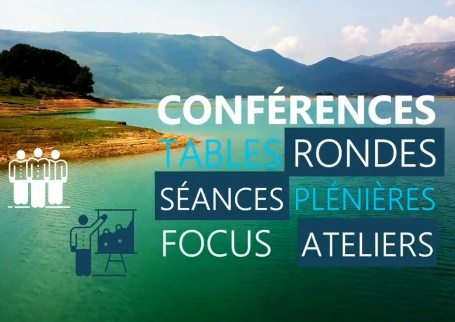 CONFÉRENCES
TABLES RONDES
SÉANCES PLÉNIÈRES
FOCUS ATELIERS